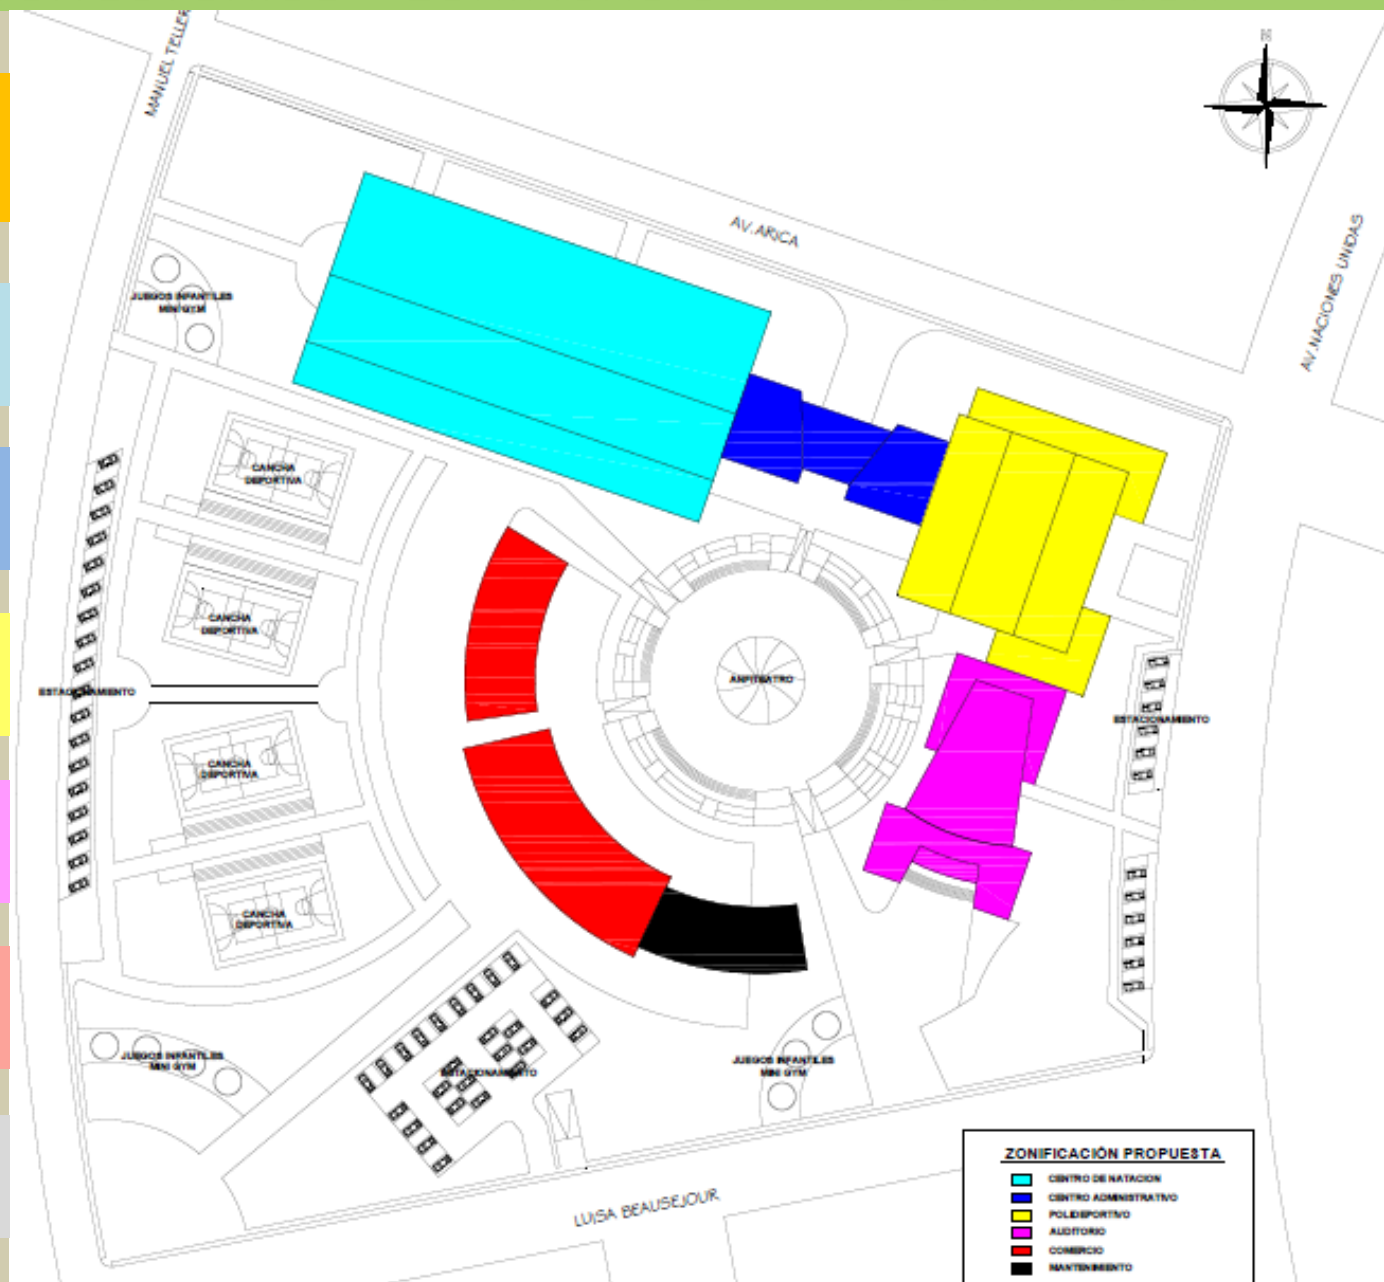 MANUEL TELLER
AV. ARICA
AV. NACIONES UNIDAS
JUEGOS INFANTILES
MINI GYM
CANCHA
DEPORTIVA
CANCHA
DEPORTIVA
ESTACIONAMIENTO
ANFITEATRO
ESTACIONAMIENTO
CANCHA
DEPORTIVA
CANCHA
DEPORTIVA
JUEGOS INFANTILES
MINI GYM
ESTACIONAMIENTO
JUEGOS INFANTILES
MINI GYM
LUISA BEAUSEJOUR
ZONIFICACIÓN PROPUESTA
CENTRO DE NATACION
CENTRO ADMINISTRATIVO
POLIDEPORTIVO
AUDITORIO
COMERCIO
MANTENIMIENTO